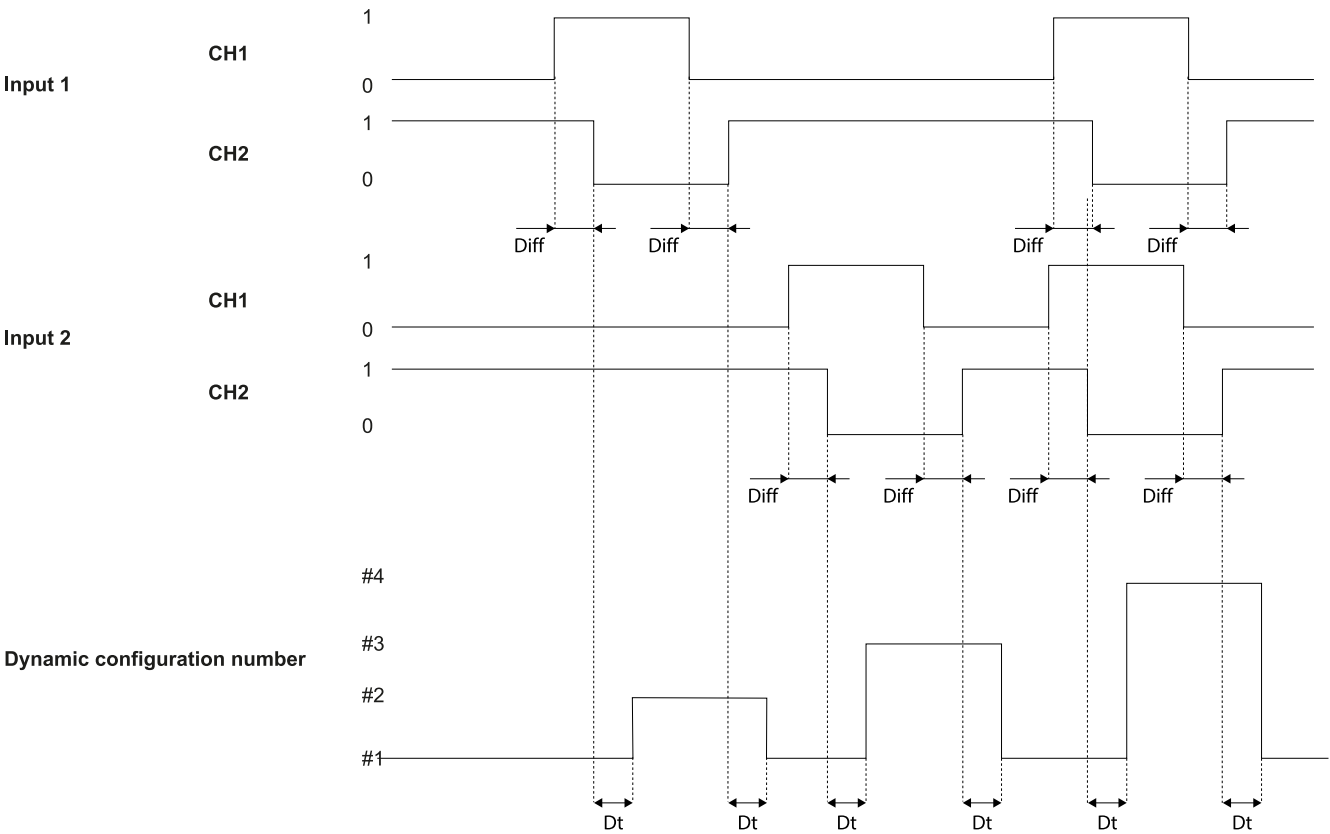 1
CH1
Input 1
0
1
CH2
0
Diff Diff Diff Diff
1
CH1
0
Input 2
1
CH2
0
Diff Diff Diff Diff
#4
#3
Dynamic configuration number
#2
#1
Dt Dt Dt Dt Dt Dt